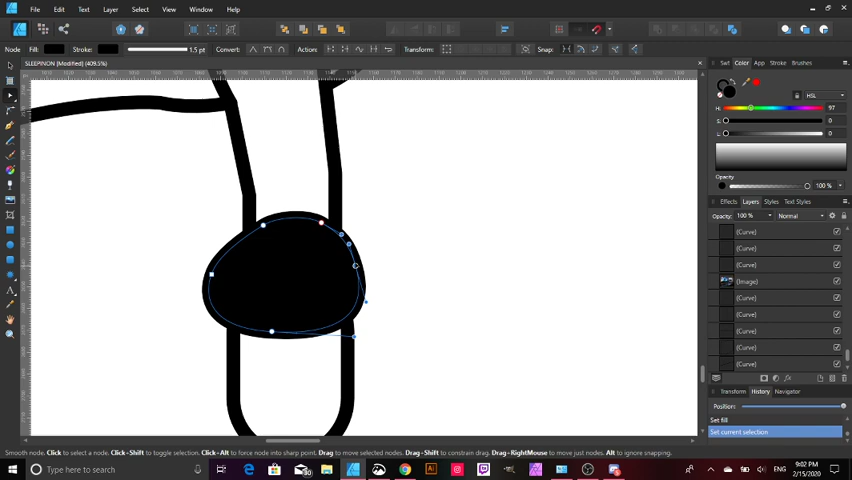 File Edit Text Layer Select View Window Help
Node Fill: Stroke: 1.5 pt Convert: Action: Transform: Snap:
SLEEPINON [Modified] (409.5%)
Swt Color App Stroke Brushes
HSL
H: 97
S: 0
L: 0
Opacity
100 %
Effects Layers Styles Text Styles
Opacity: 100 % Normal
(Curve)
(Curve)
(Curve)
(Image)
(Curve)
(Curve)
(Curve)
(Curve)
(Curve)
Transform History Navigator
Position:
Set fill
Set current selection
Smooth node. Click to select a node. Click+Shift to toggle selection. Click+Alt to force node into sharp point. Drag to move selected nodes. Drag+Shift to constrain drag. Drag+RightMouse to move just nodes. Alt to ignore snapping.
Type here to search
ENG
9:02 PM
2/15/2020